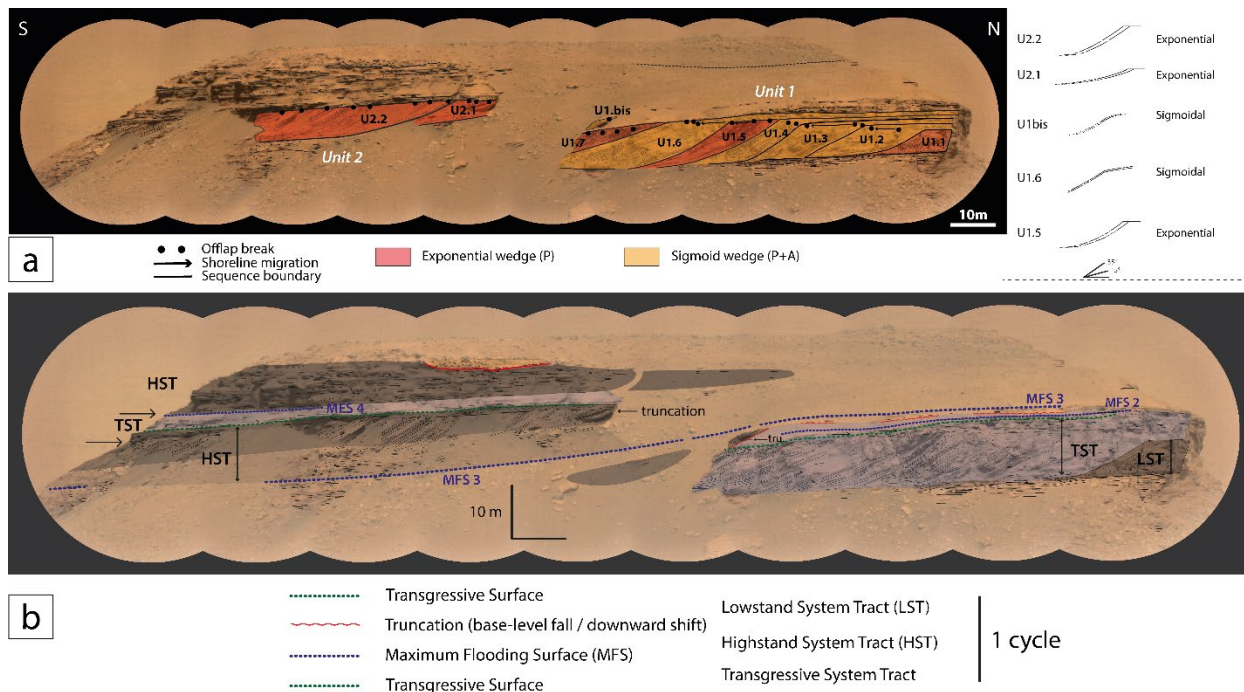 S
N
Unit 1
U1.bis
U2.1
U2.2
U1.7
U1.6
U1.5
U1.4
U1.3
U1.2
U1.1
Unit 2
10m
U2.2 Exponential
U2.1 Exponential
U1bis Sigmoidal
U1.6 Sigmoidal
U1.5 Exponential
a
Offlap break
Shoreline migration
Sequence boundary
Exponential wedge (P)
Sigmoid wedge (P+A)
HST
MFS 4
TST
HST
truncation
MFS 3
MFS 3
MFS 2
tru
TST
LST
10 m
b
Transgressive Surface
Truncation (base-level fall / downward shift)
Maximum Flooding Surface (MFS)
Transgressive Surface
Lowstand System Tract (LST)
Highstand System Tract (HST)
Transgressive System Tract
1 cycle